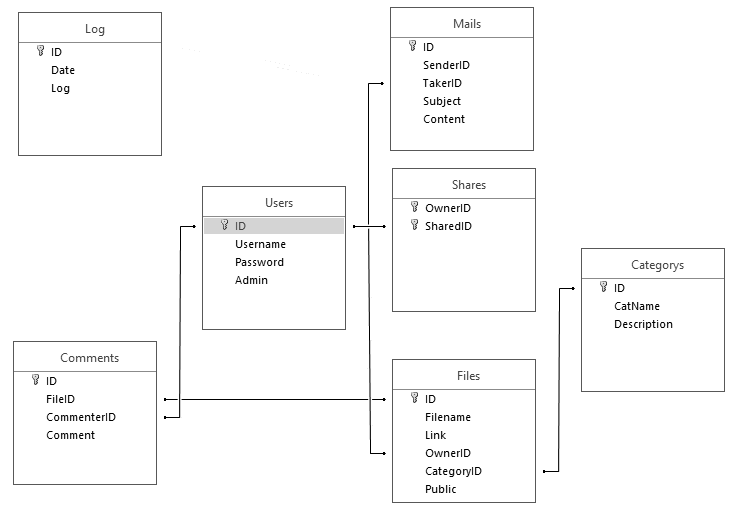 Log
ID
Date
Log
Mails
ID
SenderID
TakerID
Subject
Content
Users
ID
Username
Password
Admin
Shares
OwnerID
SharedID
Categorys
ID
CatName
Description
Comments
ID
FileID
CommenterID
Comment
Files
ID
Filename
Link
OwnerID
CategoryID
Public